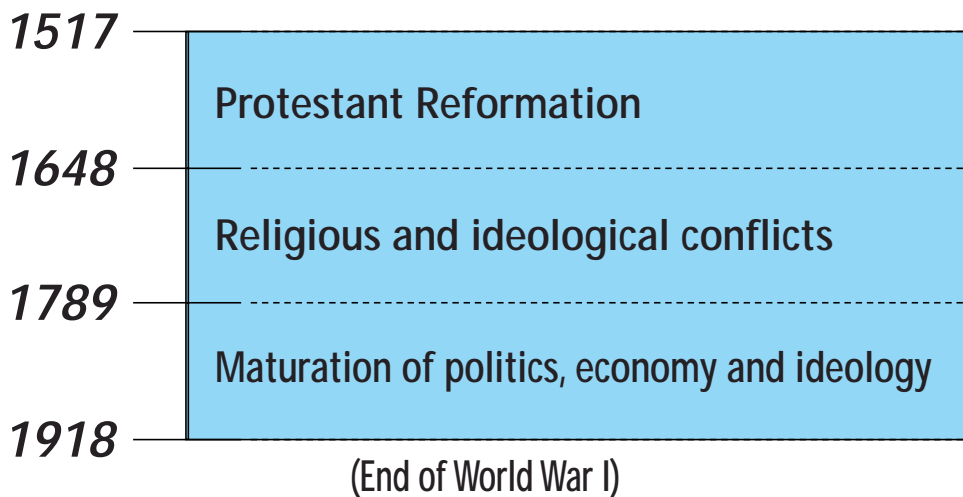 1517
Protestant Reformation
1648
Religious and ideological conflicts
1789
Maturation of politics, economy and ideology
1918
(End of World War I)